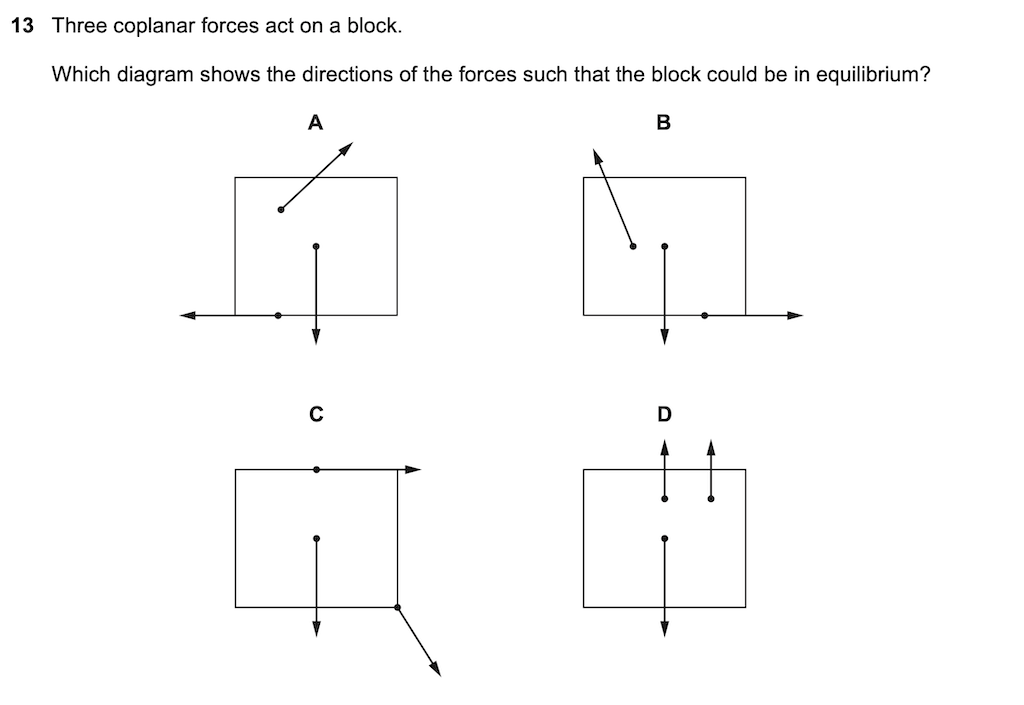 13 Three coplanar forces act on a block.
Which diagram shows the directions of the forces such that the block could be in equilibrium?
A
B
C
D